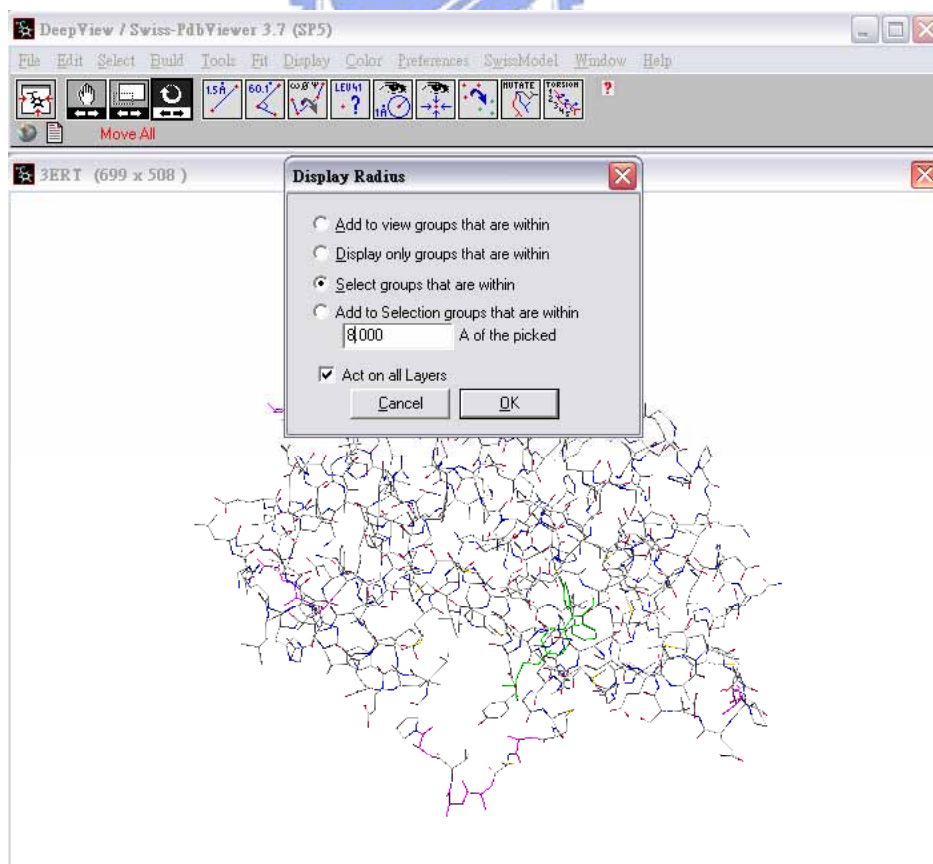 DeepView / Swiss-PdbViewer 3.7 (SP5)
File Edit Select Build Tools Fit Display Color Preferences SwissModel Window Help
1.5Å 60.1° ω Ø Ψ LEU41 ? 1Å MUTATE TORSION ?
Move All
3ERT (699 x 508 )
Display Radius
Add to view groups that are within
Display only groups that are within
Select groups that are within
Add to Selection groups that are within
8.000 A of the picked
Act on all Layers
Cancel OK